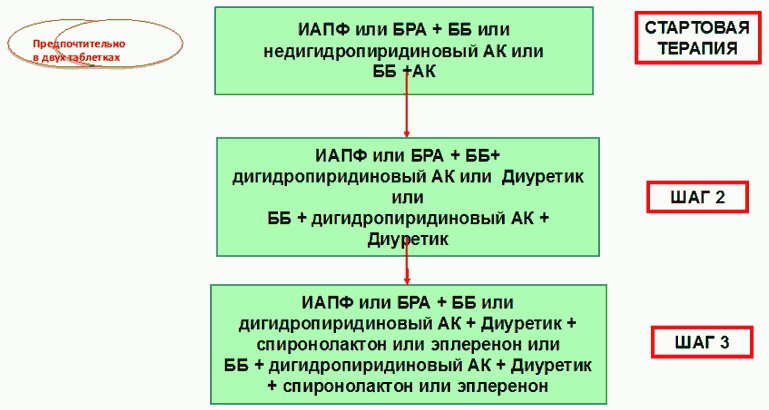 Предпочтительно
в двух таблетках
ИАПФ или БРА + ББ или
недигидропиридиновый АК или
ББ +АК
СТАРТОВАЯ
ТЕРАПИЯ
ИАПФ или БРА + ББ+
дигидропиридиновый АК или Диуретик
или
ББ + дигидропиридиновый АК +
Диуретик
ШАГ 2
ИАПФ или БРА + ББ или
дигидропиридиновый АК + Диуретик +
спиронолактон или эплеренон или
ББ + дигидропиридиновый АК + Диуретик
+ спиронолактон или эплеренон
ШАГ 3